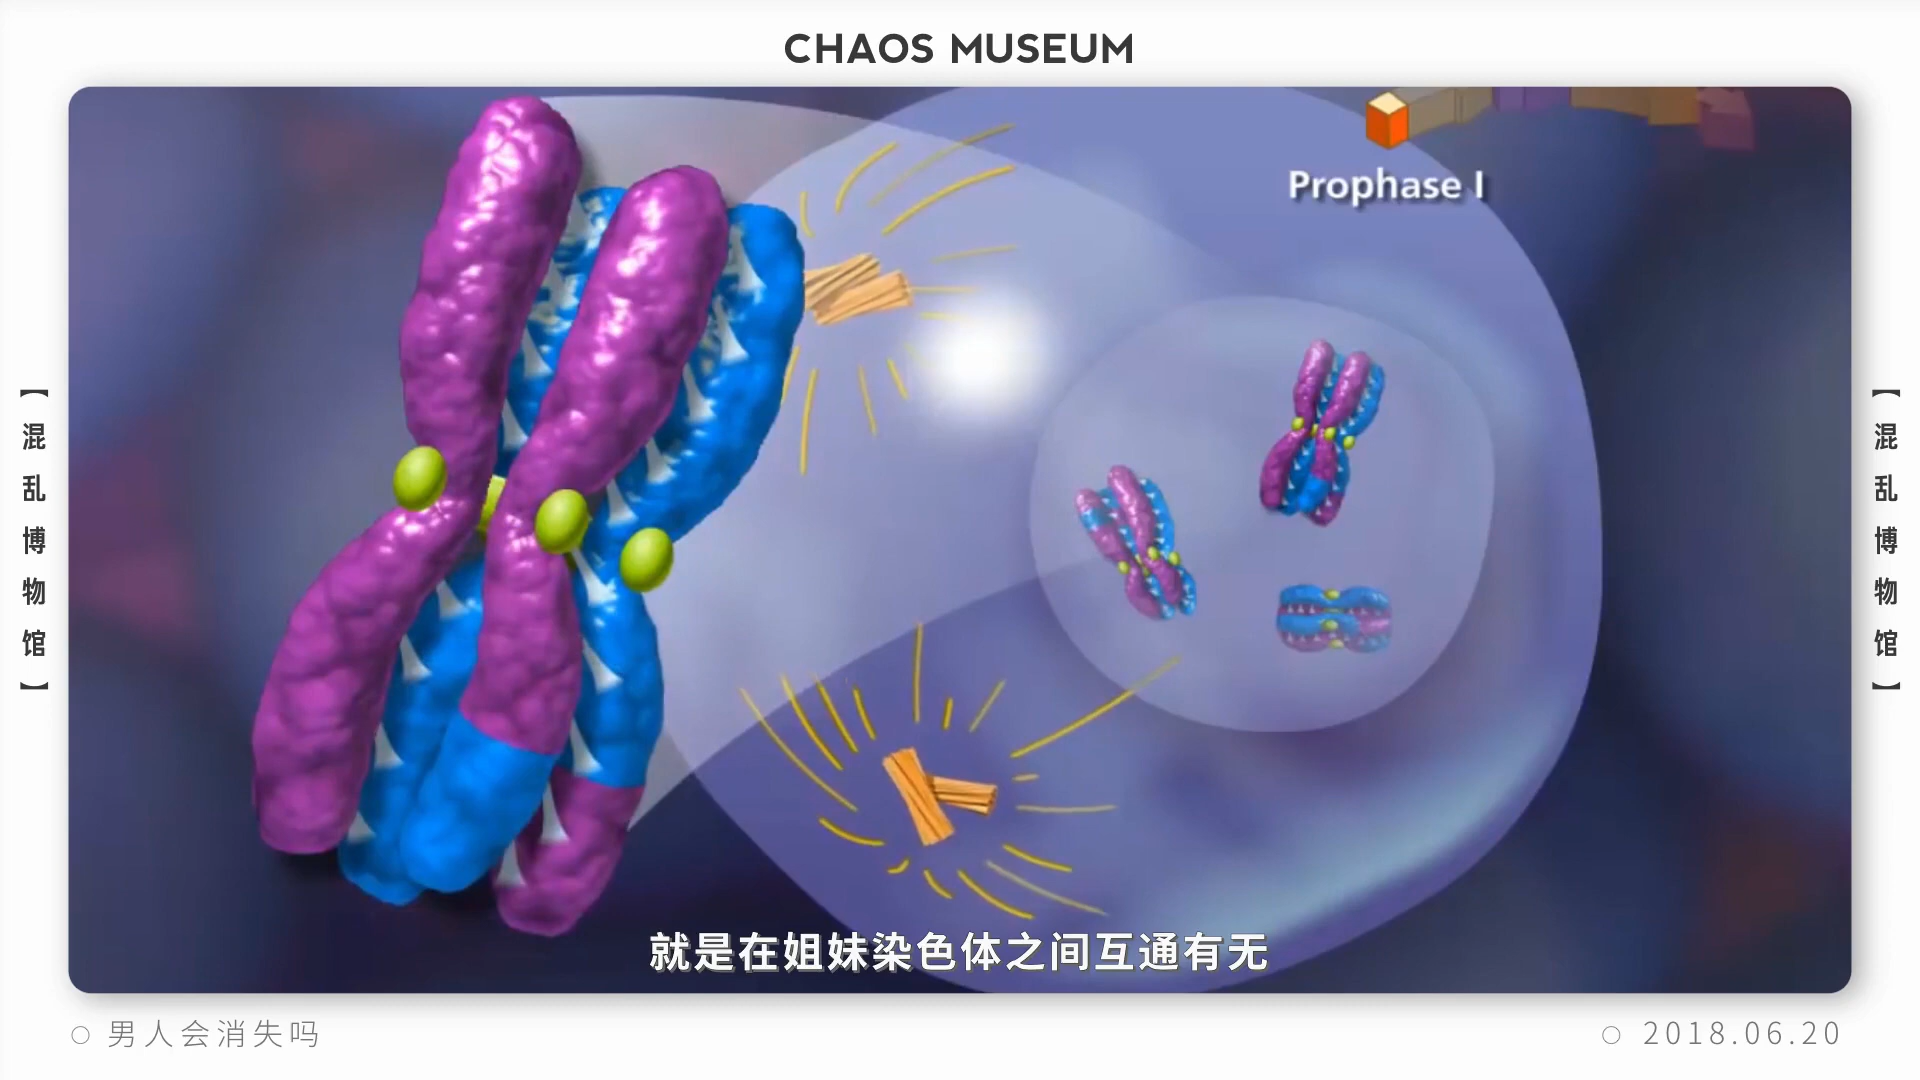 CHAOS MUSEUM
Prophase I
【混乱博物馆】
【混乱博物馆】
就是在姐妹染色体之间互通有无
男人会消失吗
2018.06.20